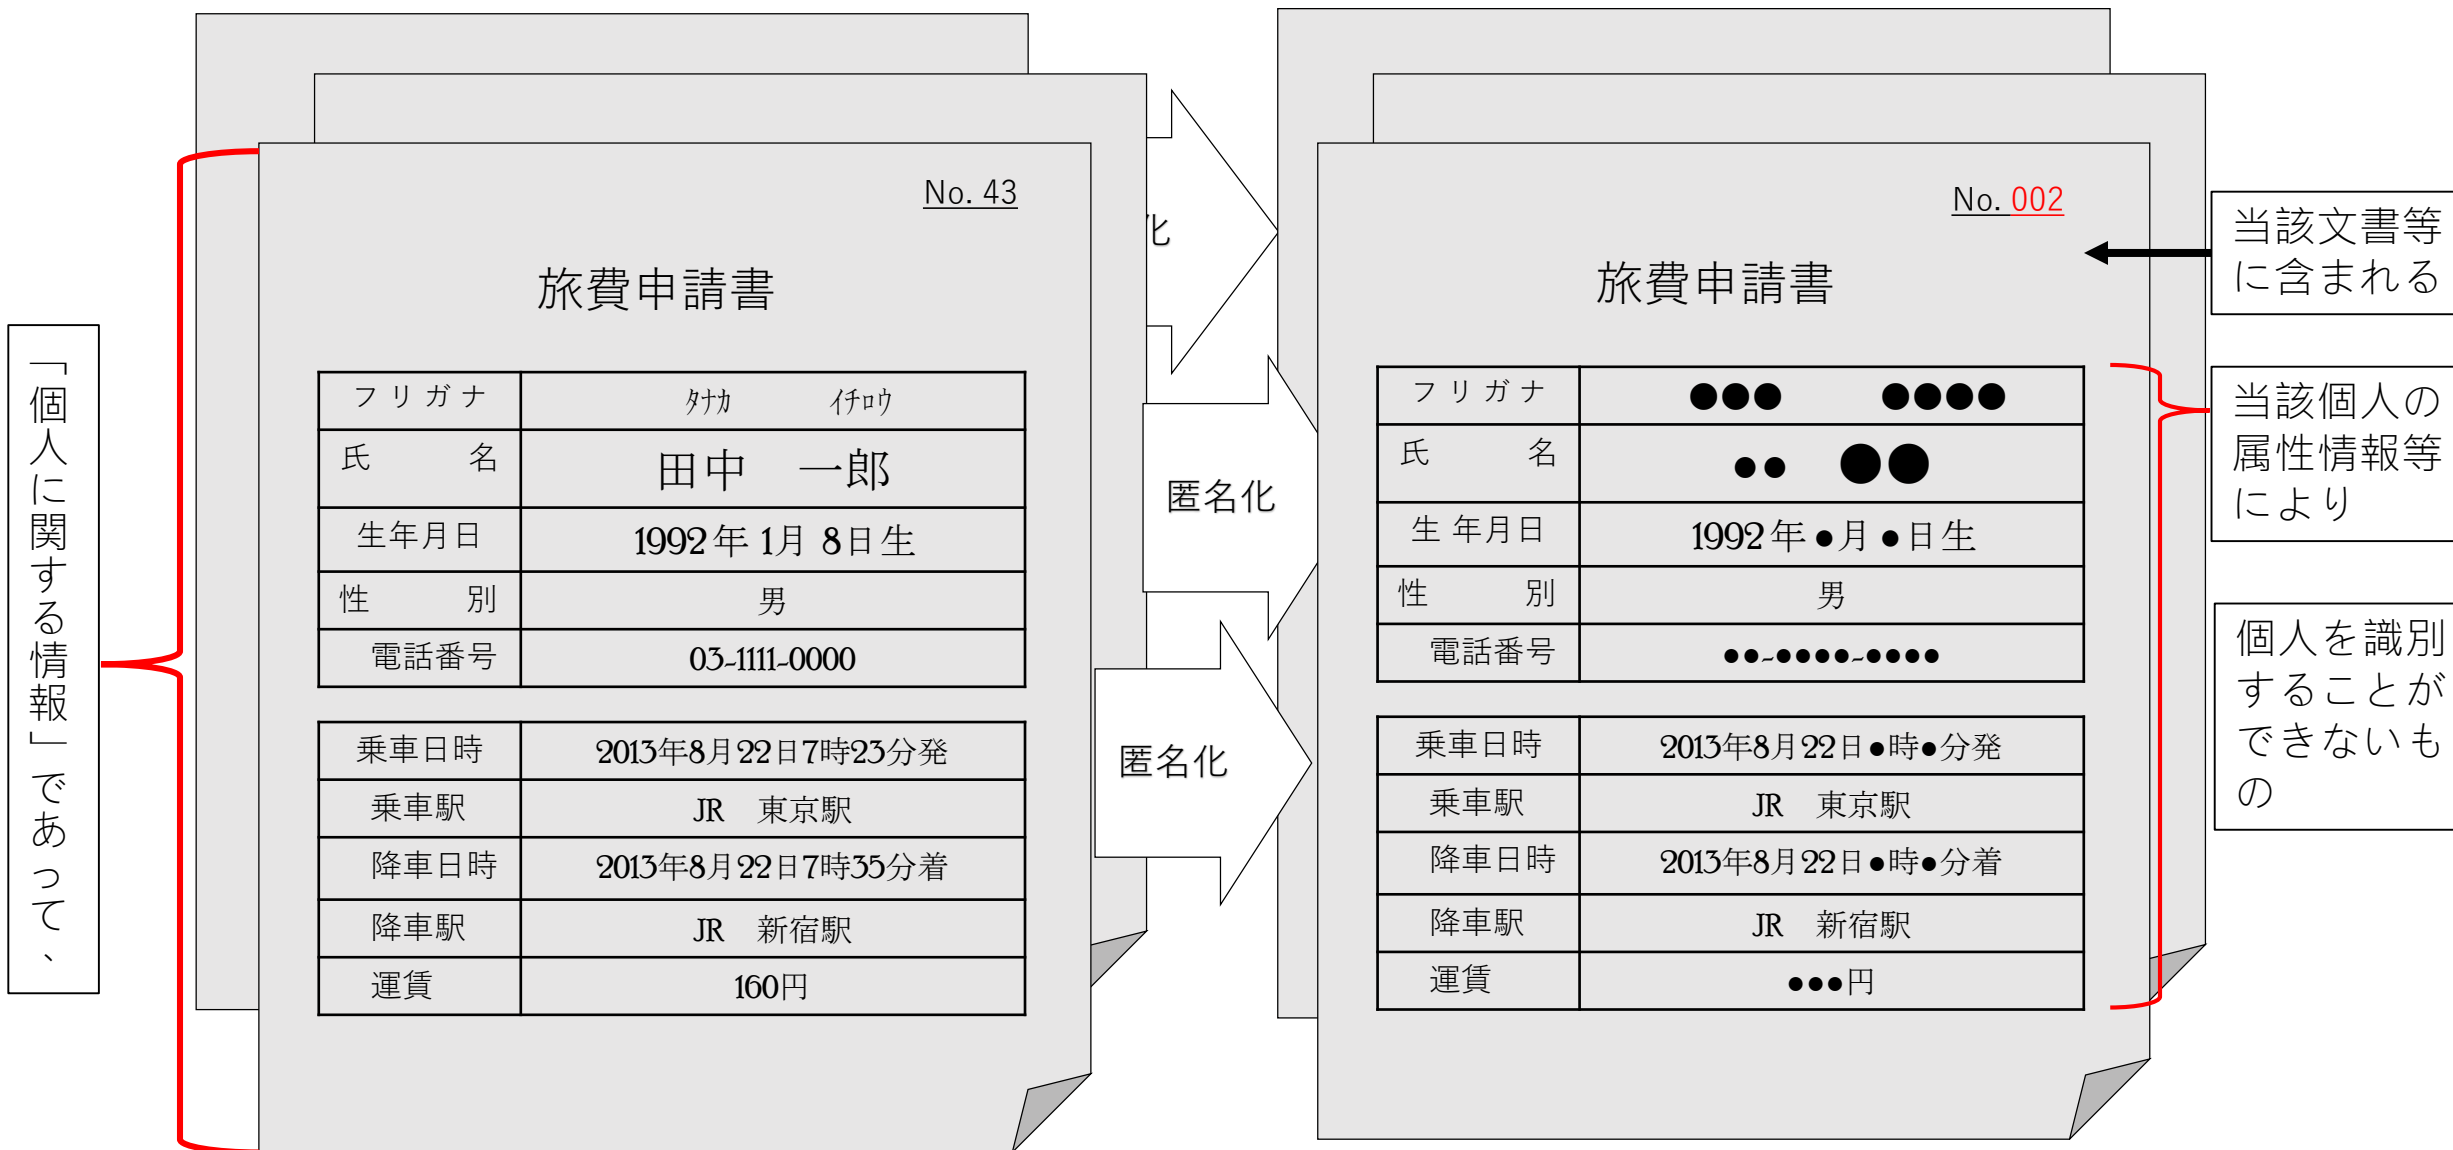 「個人に関する情報」であって、
No. 43
旅費申請書
フリガナ ﾀﾅｶ ｲﾁﾛｳ
氏 名 田中 一郎
生年月日 1992年 1月 8日生
性 別 男
電話番号 03-1111-0000
乗車日時 2013年8月22日7時23分発
乗車駅 JR 東京駅
降車日時 2013年8月22日7時35分着
降車駅 JR 新宿駅
運賃 160円
化
匿名化
匿名化
No. 002
旅費申請書
フリガナ ●●● ●●●●
氏 名 ●● ●●
生年月日 1992年●月●日生
性 別 男
電話番号 ●●-●●●●-●●●●
乗車日時 2013年8月22日●時●分発
乗車駅 JR 東京駅
降車日時 2013年8月22日●時●分着
降車駅 JR 新宿駅
運賃 ●●●円
当該文書等
に含まれる
当該個人の
属性情報等
により
個人を識別
することが
できないも
の